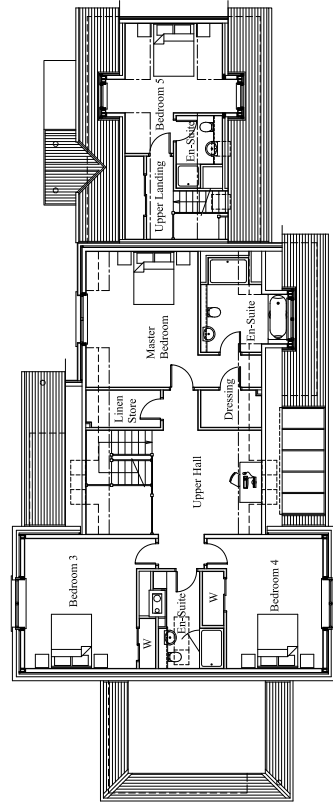 Bedroom 5
En-Suite
Upper Landing
Master
Bedroom
En-Suite
Linen
Store
Dressing
Upper Hall
Bedroom 3
W
En-Suite
W
Bedroom 4